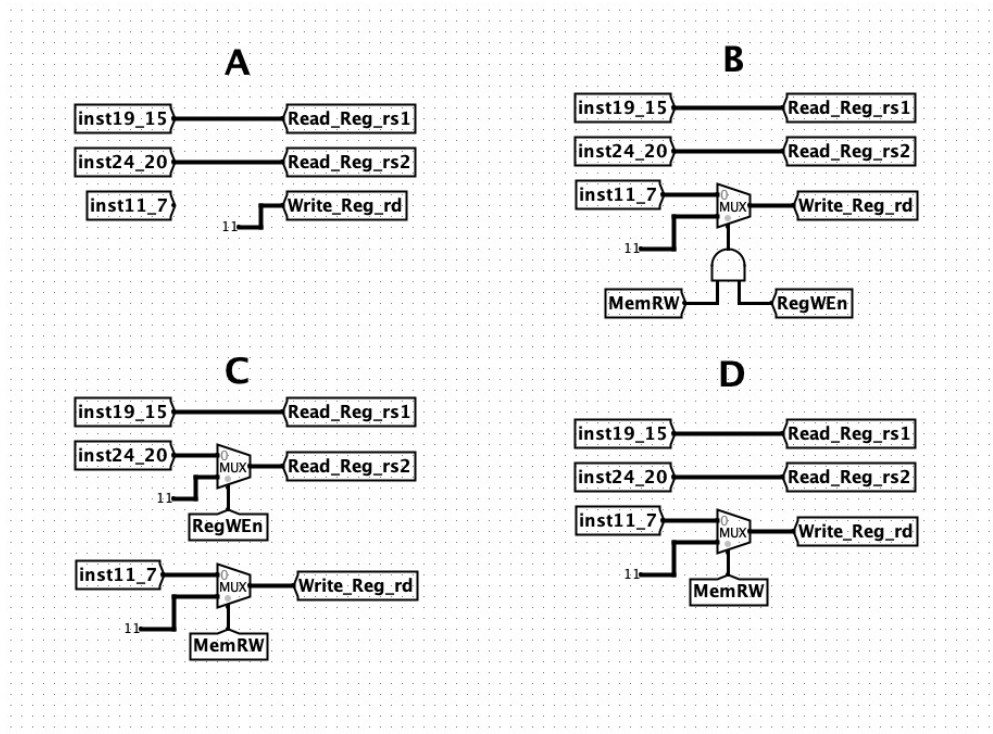 A
inst19_15 Read_Reg_rs1
inst24_20 Read_Reg_rs2
inst11_7 Write_Reg_rd
11
B
inst19_15 Read_Reg_rs1
inst24_20 Read_Reg_rs2
inst11_7 0 MUX Write_Reg_rd
11
MemRW RegWEn
C
inst19_15 Read_Reg_rs1
inst24_20 0 MUX Read_Reg_rs2
11
RegWEn
inst11_7 0 MUX Write_Reg_rd
11
MemRW
D
inst19_15 Read_Reg_rs1
inst24_20 Read_Reg_rs2
inst11_7 0 MUX Write_Reg_rd
11
MemRW